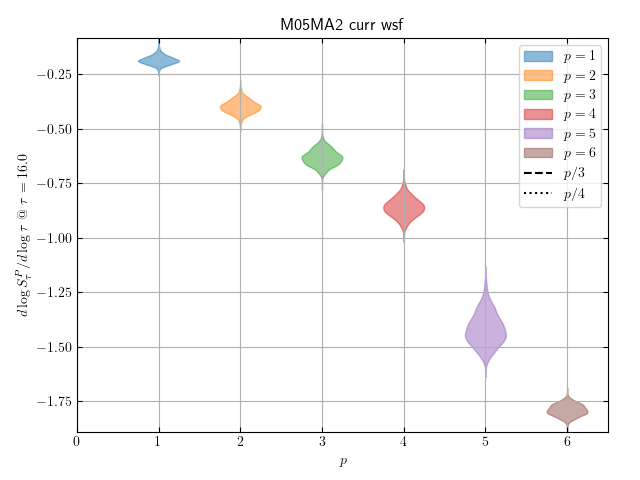 M05MA2 curr wsf
d log S_τ^P / d log τ @ τ = 16.0
−0.25
−0.50
−0.75
−1.00
−1.25
−1.50
−1.75
0 1 2 3 4 5 6
p
p = 1
p = 2
p = 3
p = 4
p = 5
p = 6
p/3
p/4